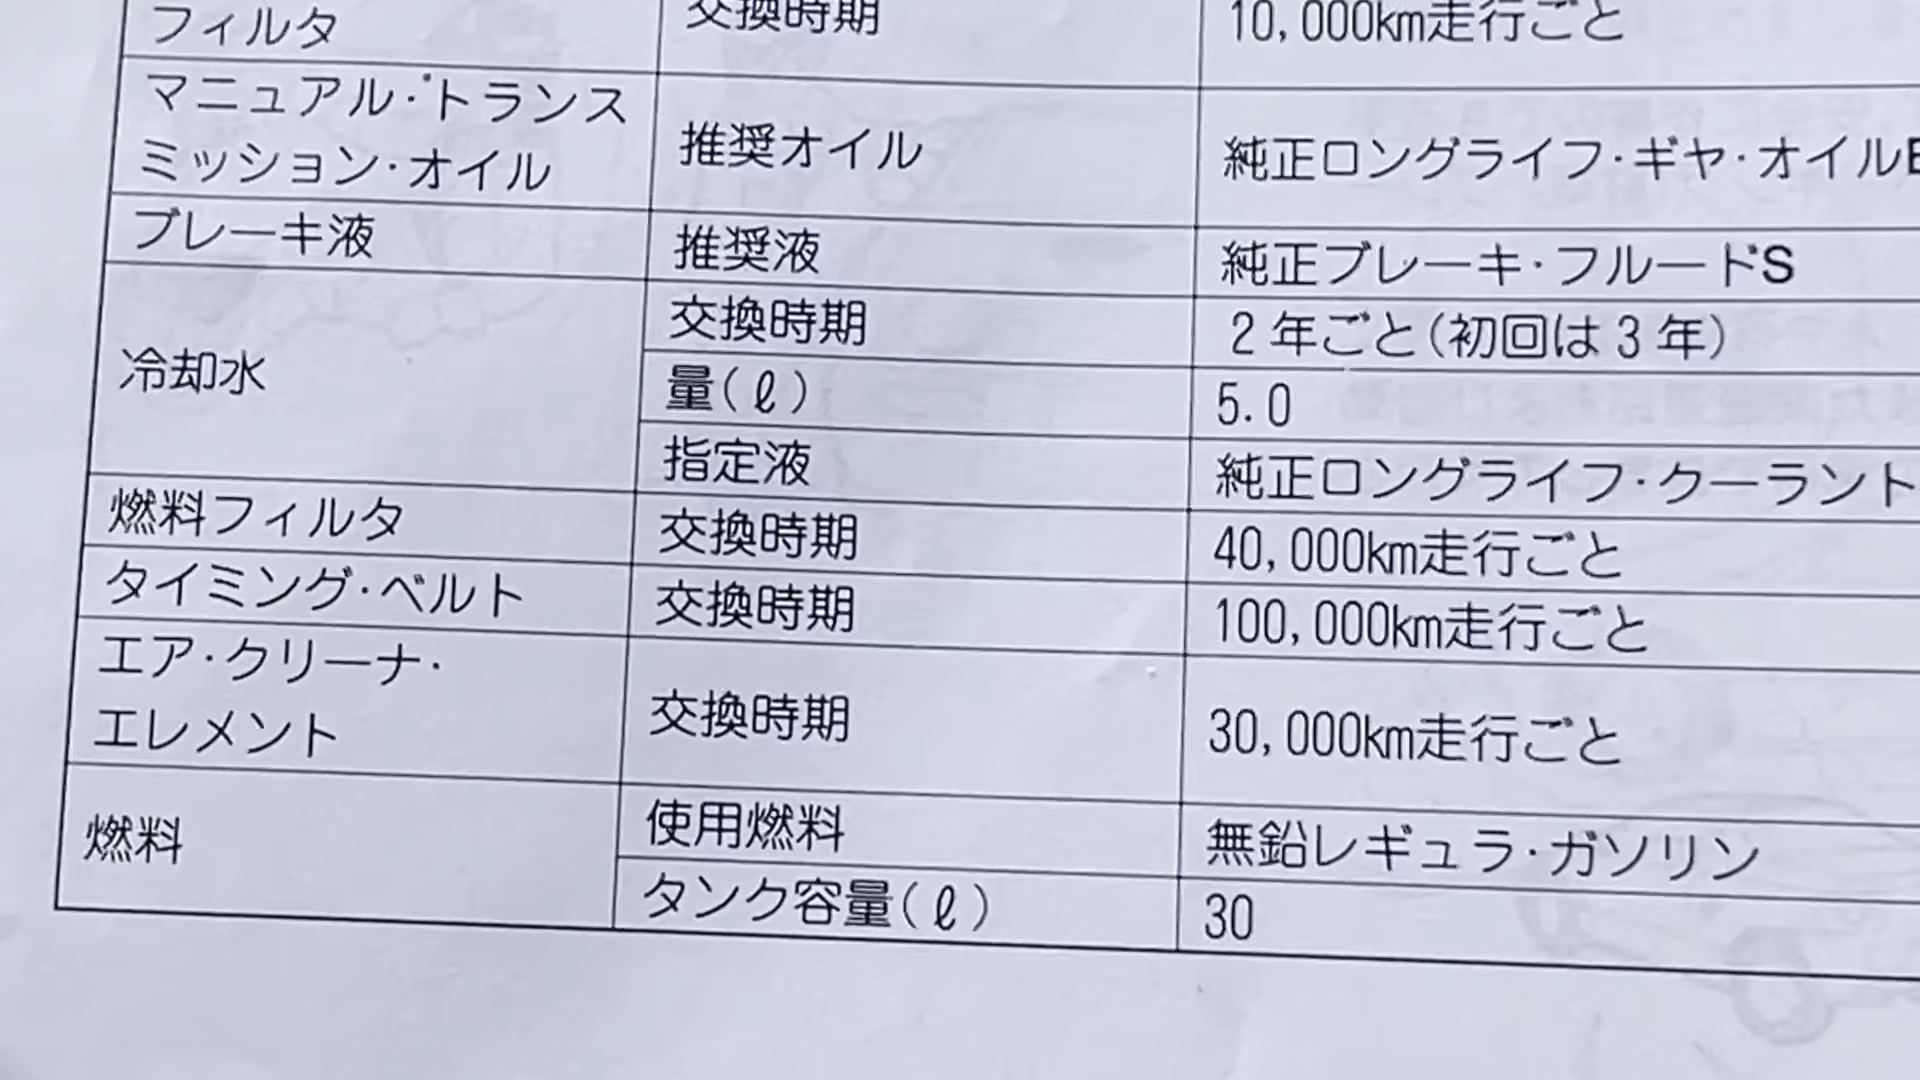 フィルタ 交換時期 10,000km走行ごと
マニュアル・トランス
ミッション・オイル 推奨オイル 純正ロングライフ・ギヤ・オイル
ブレーキ液 推奨液 純正ブレーキ・フルードS
冷却水 交換時期 2年ごと(初回は3年)
量(ℓ) 5.0
指定液 純正ロングライフ・クーラント
燃料フィルタ 交換時期 40,000km走行ごと
タイミング・ベルト 交換時期 100,000km走行ごと
エア・クリーナ・
エレメント 交換時期 30,000km走行ごと
燃料 使用燃料 無鉛レギュラ・ガソリン
タンク容量(ℓ) 30